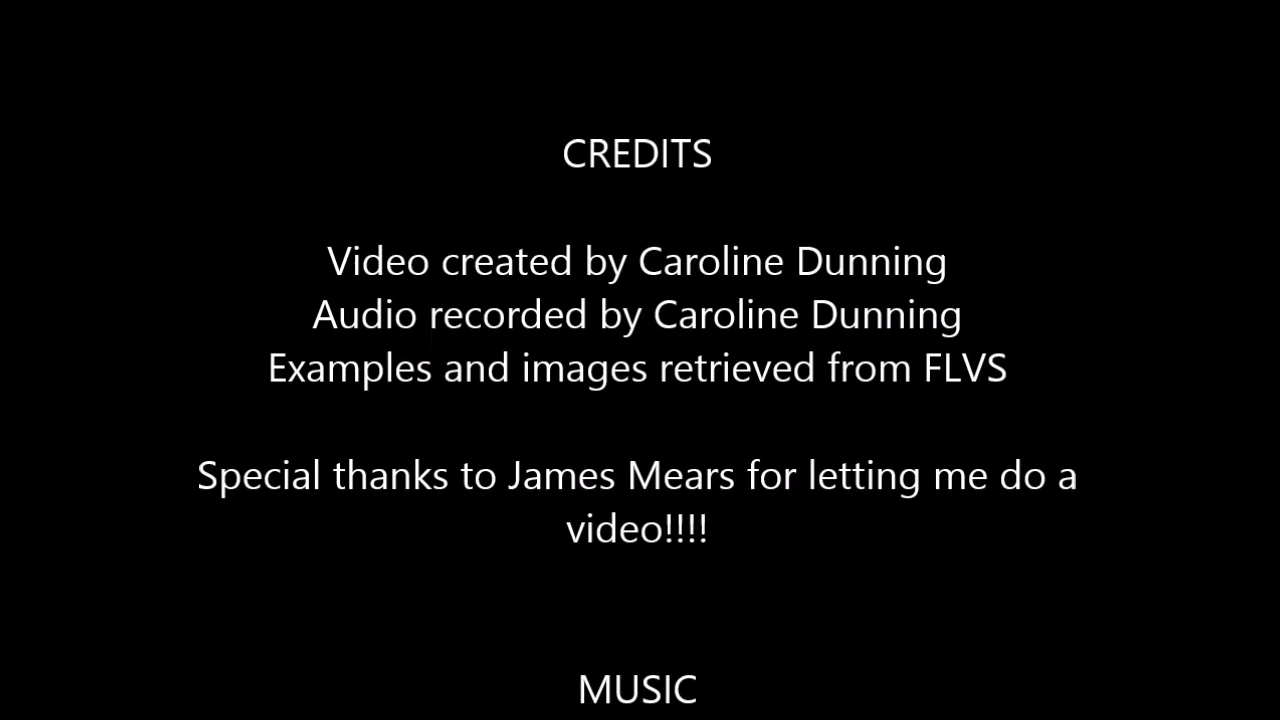 CREDITS
Video created by Caroline Dunning
Audio recorded by Caroline Dunning
Examples and images retrieved from FLVS
Special thanks to James Mears for letting me do a
video!!!!
MUSIC